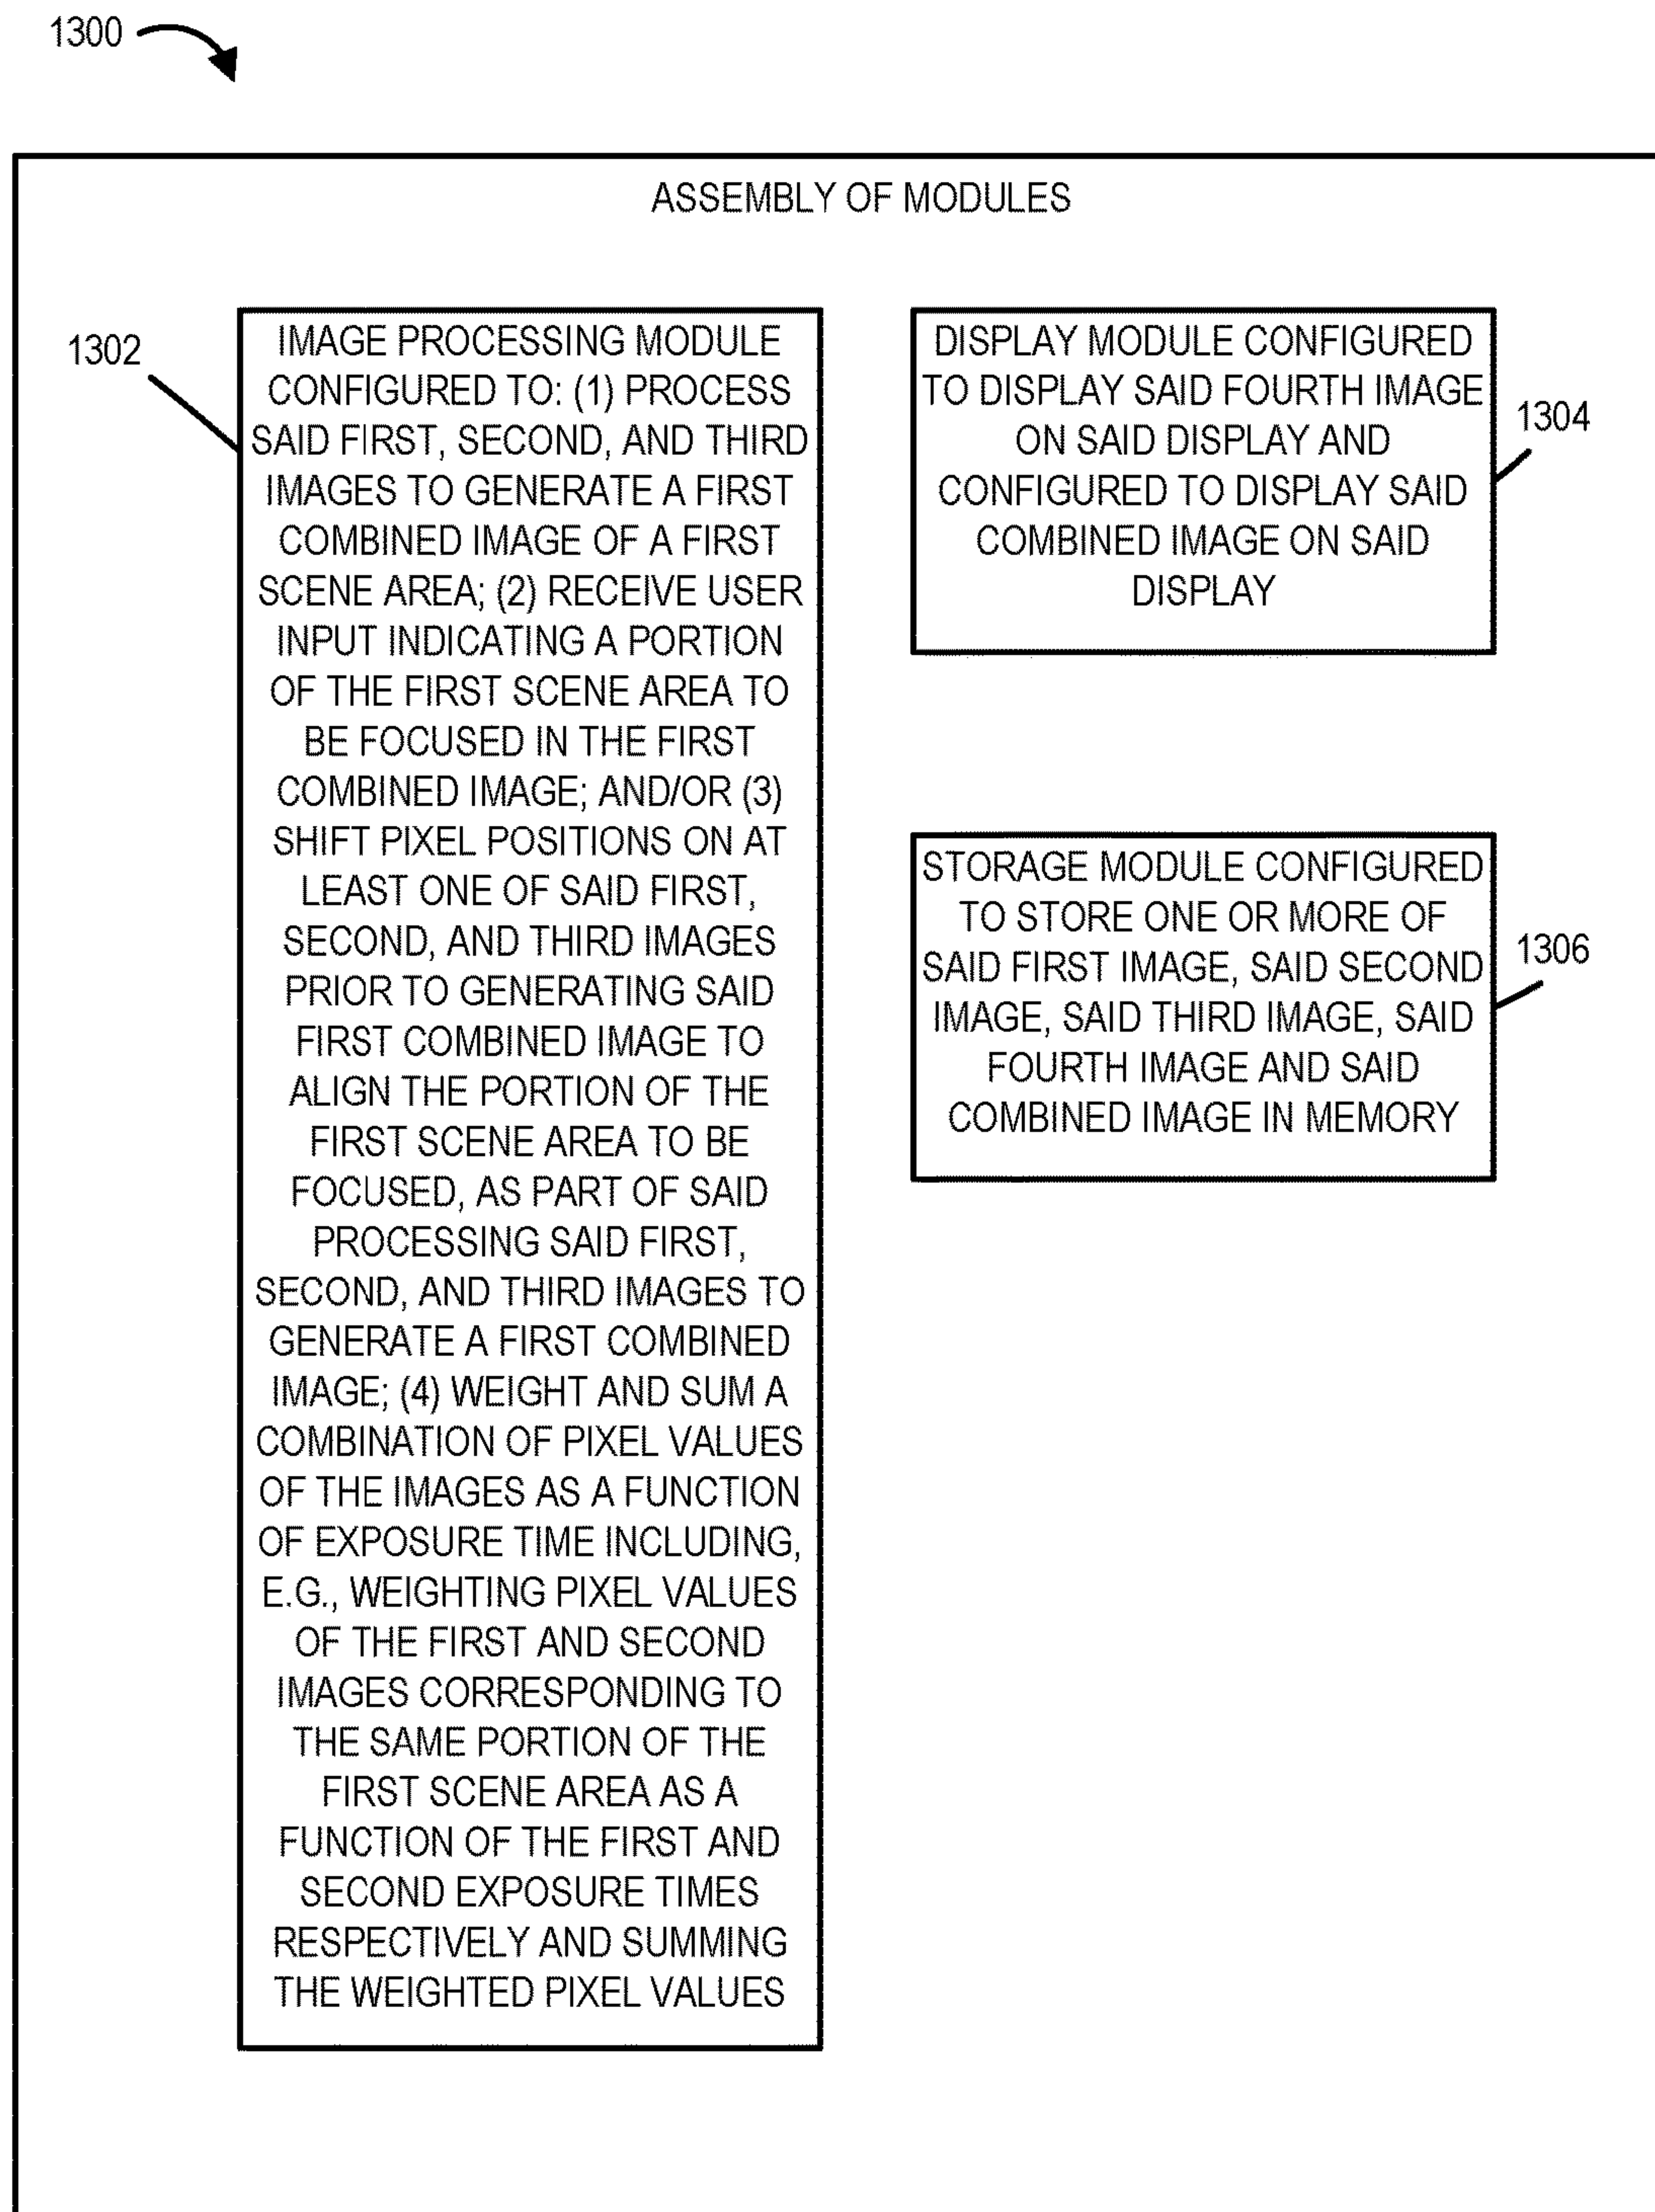 1300
ASSEMBLY OF MODULES
1302
IMAGE PROCESSING MODULE
CONFIGURED TO: (1) PROCESS
SAID FIRST, SECOND, AND THIRD
IMAGES TO GENERATE A FIRST
COMBINED IMAGE OF A FIRST
SCENE AREA; (2) RECEIVE USER
INPUT INDICATING A PORTION
OF THE FIRST SCENE AREA TO
BE FOCUSED IN THE FIRST
COMBINED IMAGE; AND/OR (3)
SHIFT PIXEL POSITIONS ON AT
LEAST ONE OF SAID FIRST,
SECOND, AND THIRD IMAGES
PRIOR TO GENERATING SAID
FIRST COMBINED IMAGE TO
ALIGN THE PORTION OF THE
FIRST SCENE AREA TO BE
FOCUSED, AS PART OF SAID
PROCESSING SAID FIRST,
SECOND, AND THIRD IMAGES TO
GENERATE A FIRST COMBINED
IMAGE; (4) WEIGHT AND SUM A
COMBINATION OF PIXEL VALUES
OF THE IMAGES AS A FUNCTION
OF EXPOSURE TIME INCLUDING,
E.G., WEIGHTING PIXEL VALUES
OF THE FIRST AND SECOND
IMAGES CORRESPONDING TO
THE SAME PORTION OF THE
FIRST SCENE AREA AS A
FUNCTION OF THE FIRST AND
SECOND EXPOSURE TIMES
RESPECTIVELY AND SUMMING
THE WEIGHTED PIXEL VALUES
DISPLAY MODULE CONFIGURED
TO DISPLAY SAID FOURTH IMAGE
ON SAID DISPLAY AND
CONFIGURED TO DISPLAY SAID
COMBINED IMAGE ON SAID
DISPLAY
1304
STORAGE MODULE CONFIGURED
TO STORE ONE OR MORE OF
SAID FIRST IMAGE, SAID SECOND
IMAGE, SAID THIRD IMAGE, SAID
FOURTH IMAGE AND SAID
COMBINED IMAGE IN MEMORY
1306